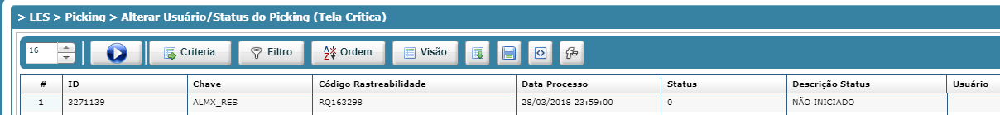 > LES > Picking > Alterar Usuário/Status do Picking (Tela Crítica)
16 Criteria Filtro A Z Ordem Visão
# ID Chave Código Rastreabilidade Data Processo Status Descrição Status Usuário
1 3271139 ALMX_RES RQ163298 28/03/2018 23:59:00 0 NÃO INICIADO